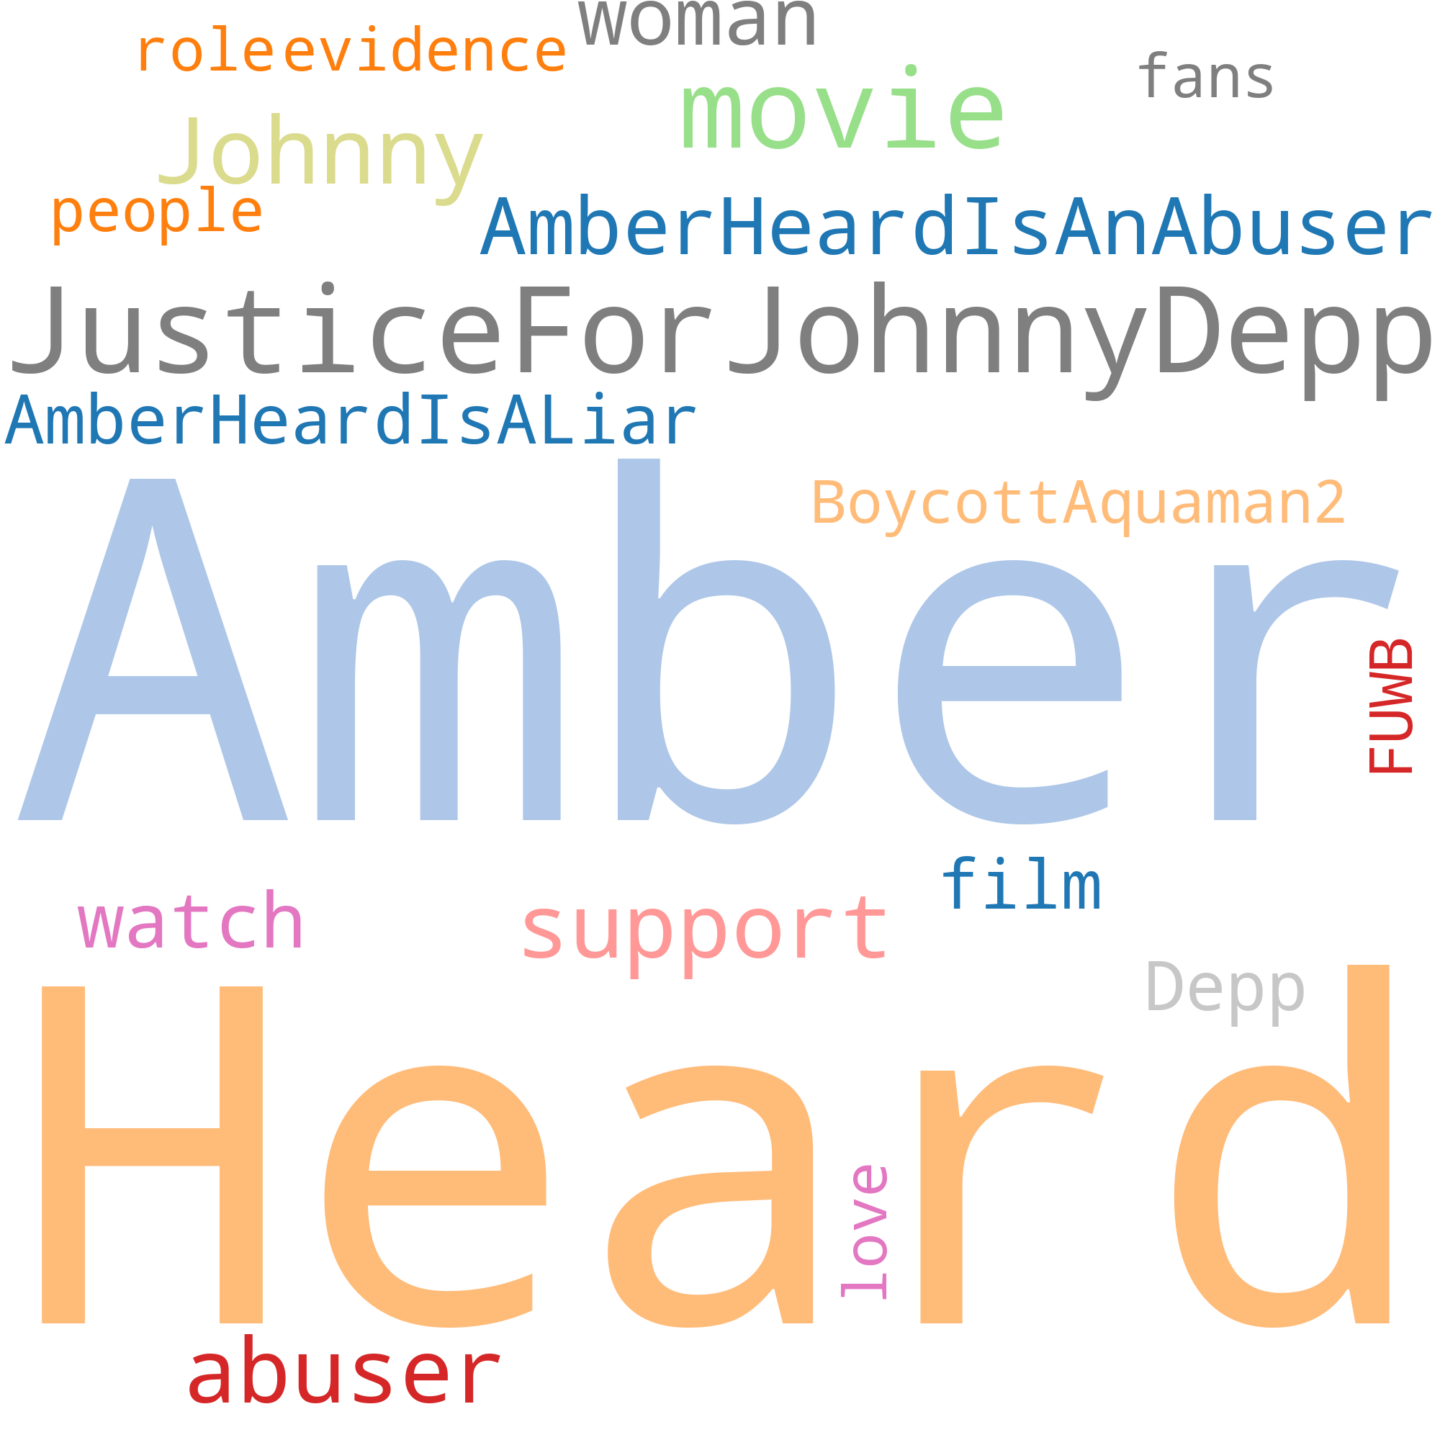 woman
role evidence
fans
movie
Johnny
people
AmberHeardIsAnAbuser
JusticeForJohnnyDepp
AmberHeardIsALiar
BoycottAquaman2
Amber
FUWB
film
watch
support
Depp
Heard
love
abuser